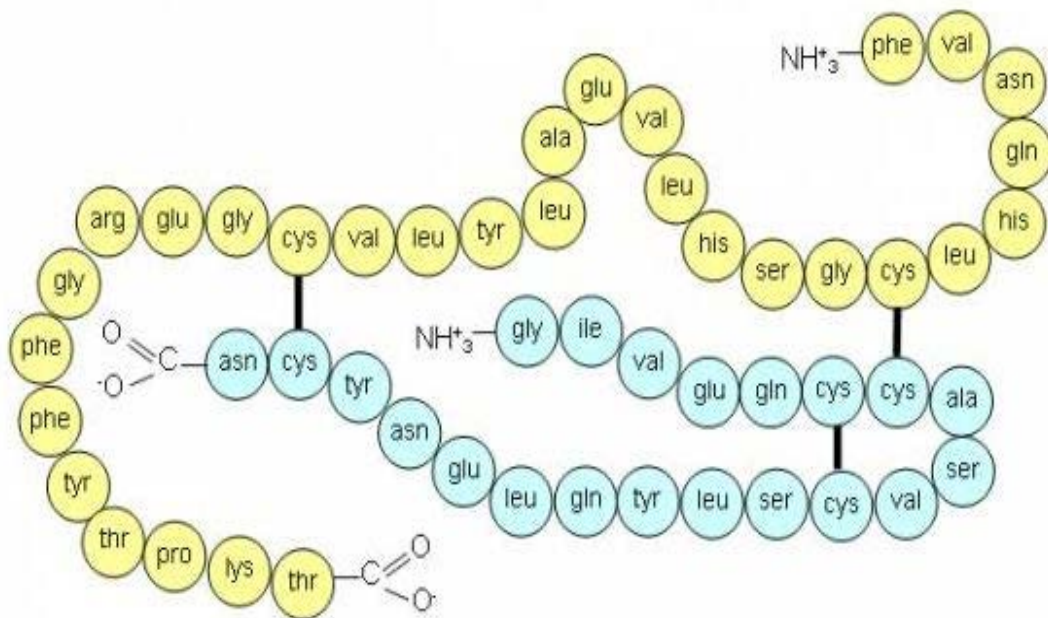 NH⁺₃ phe val asn gln his leu cys gly ser his leu val glu ala leu tyr leu val cys gly glu arg gly phe phe tyr thr pro lys thr C O O⁻
NH⁺₃ gly ile val glu gln cys cys ala ser val cys ser leu tyr gln leu glu asn tyr cys asn C O ⁻O